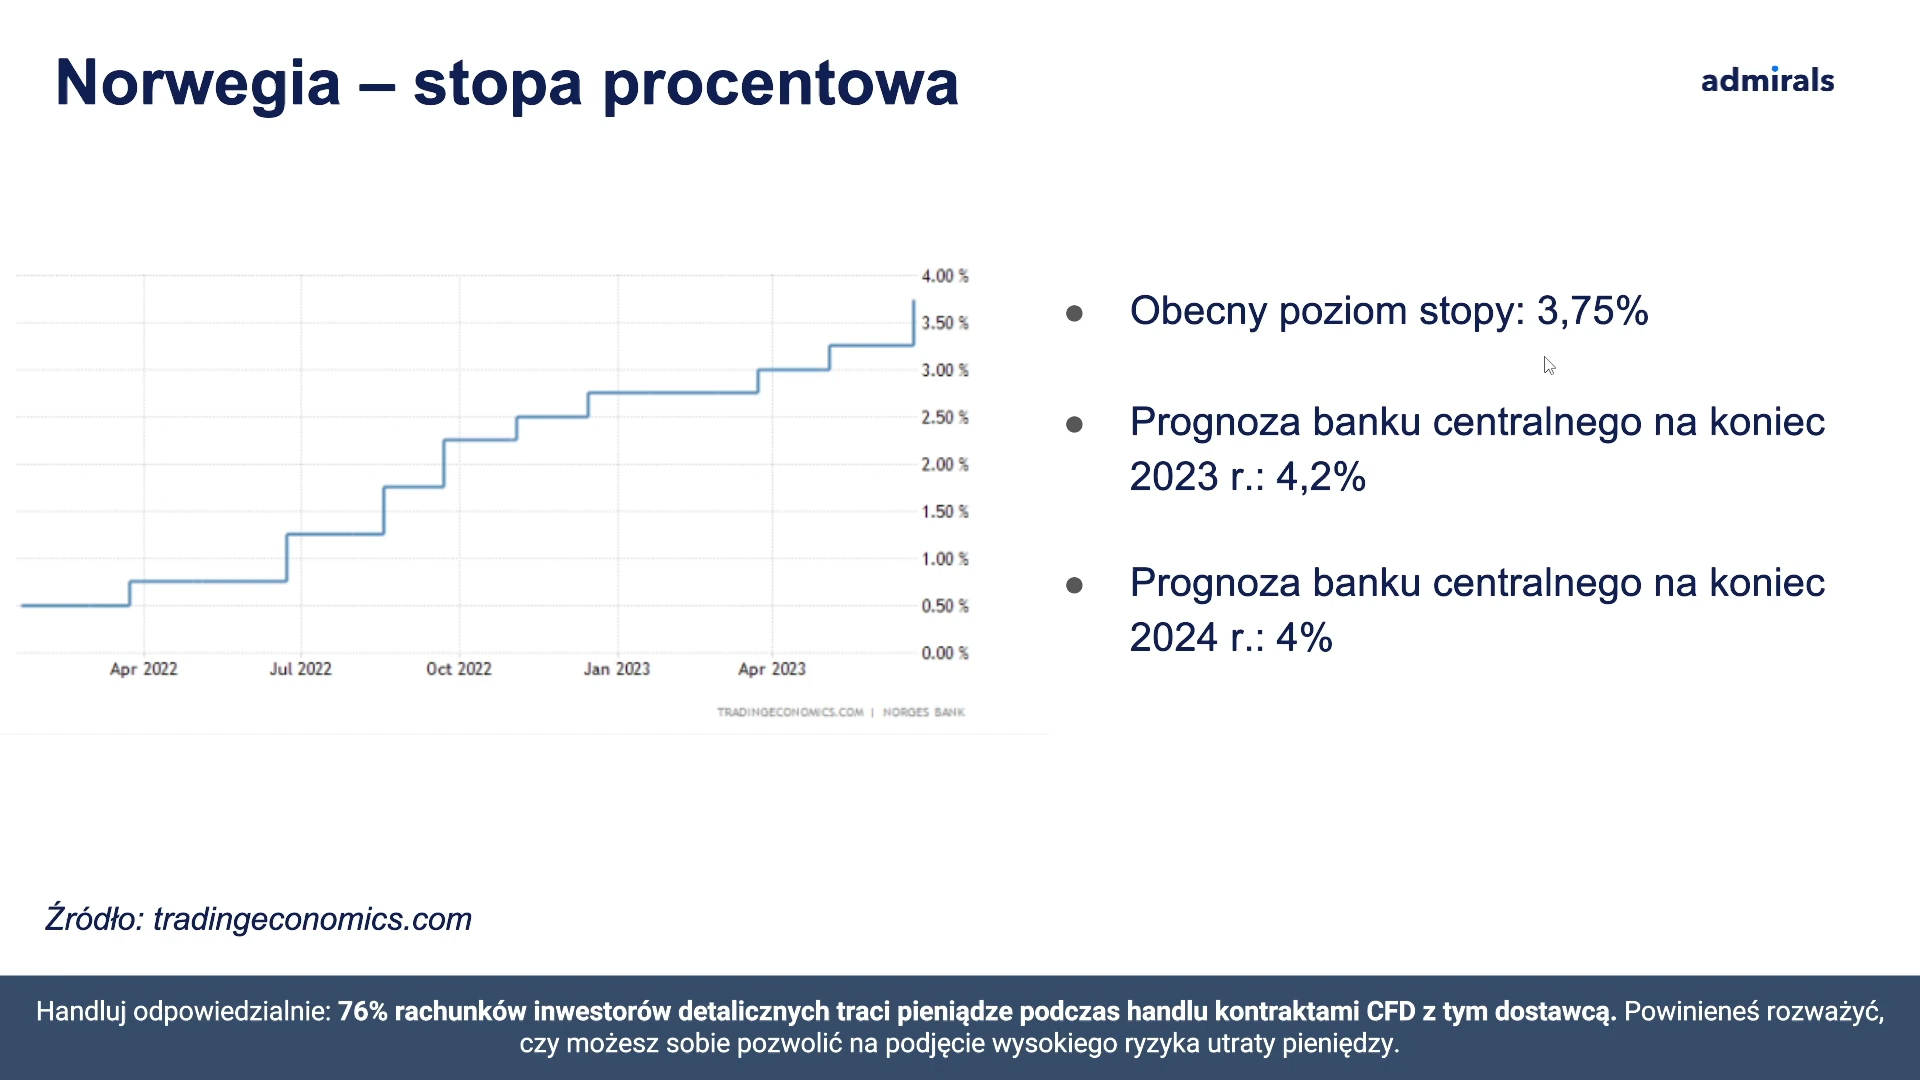 Norwegia – stopa procentowa
admirals
4.00 %
3.50 %
3.00 %
2.50 %
2.00 %
1.50 %
1.00 %
0.50 %
0.00 %
Apr 2022 Jul 2022 Oct 2022 Jan 2023 Apr 2023
TRADINGECONOMICS.COM | NORGES BANK
Obecny poziom stopy: 3,75%
Prognoza banku centralnego na koniec
2023 r.: 4,2%
Prognoza banku centralnego na koniec
2024 r.: 4%
Źródło: tradingeconomics.com
Handluj odpowiedzialnie: 76% rachunków inwestorów detalicznych traci pieniądze podczas handlu kontraktami CFD z tym dostawcą. Powinieneś rozważyć,
czy możesz sobie pozwolić na podjęcie wysokiego ryzyka utraty pieniędzy.